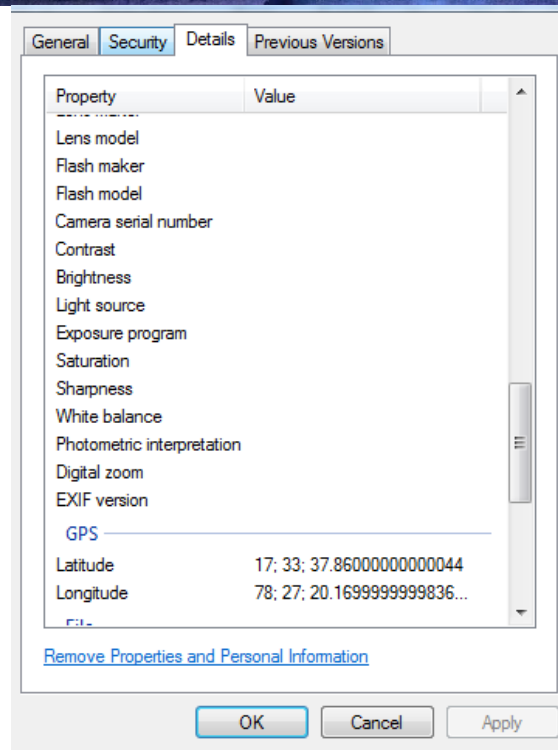 General Security Details Previous Versions
Property Value
Lens model
Flash maker
Flash model
Camera serial number
Contrast
Brightness
Light source
Exposure program
Saturation
Sharpness
White balance
Photometric interpretation
Digital zoom
EXIF version
GPS
Latitude 17; 33; 37.86000000000044
Longitude 78; 27; 20.1699999999836...
Remove Properties and Personal Information
OK Cancel Apply